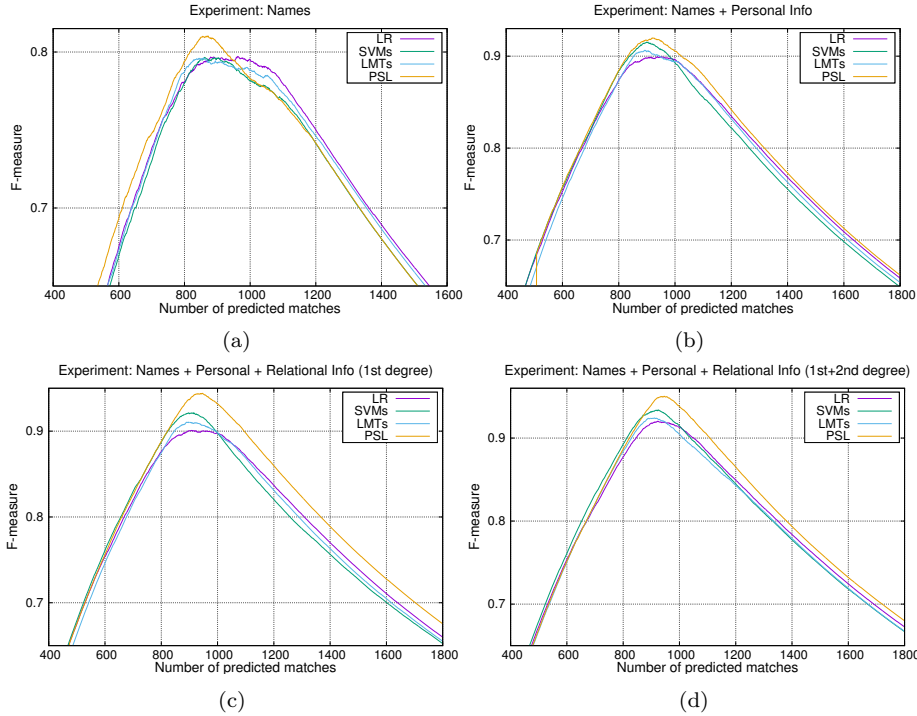 Experiment: Names
F-measure
0.8
0.7
LR
SVMs
LMTs
PSL
400 600 800 1000 1200 1400 1600
Number of predicted matches
(a)
Experiment: Names + Personal Info
F-measure
0.9
0.8
0.7
LR
SVMs
LMTs
PSL
400 600 800 1000 1200 1400 1600 1800
Number of predicted matches
(b)
Experiment: Names + Personal + Relational Info (1st degree)
F-measure
0.9
0.8
0.7
LR
SVMs
LMTs
PSL
400 600 800 1000 1200 1400 1600 1800
Number of predicted matches
(c)
Experiment: Names + Personal + Relational Info (1st+2nd degree)
F-measure
0.9
0.8
0.7
LR
SVMs
LMTs
PSL
400 600 800 1000 1200 1400 1600 1800
Number of predicted matches
(d)